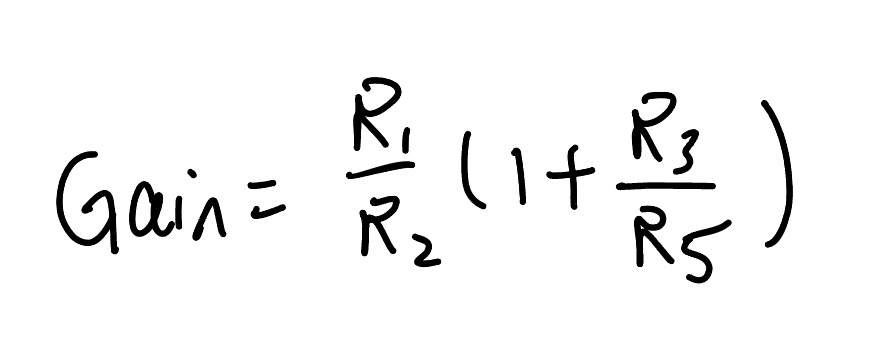 Gain = R₁/R₂ (1 + R₃/R₅)